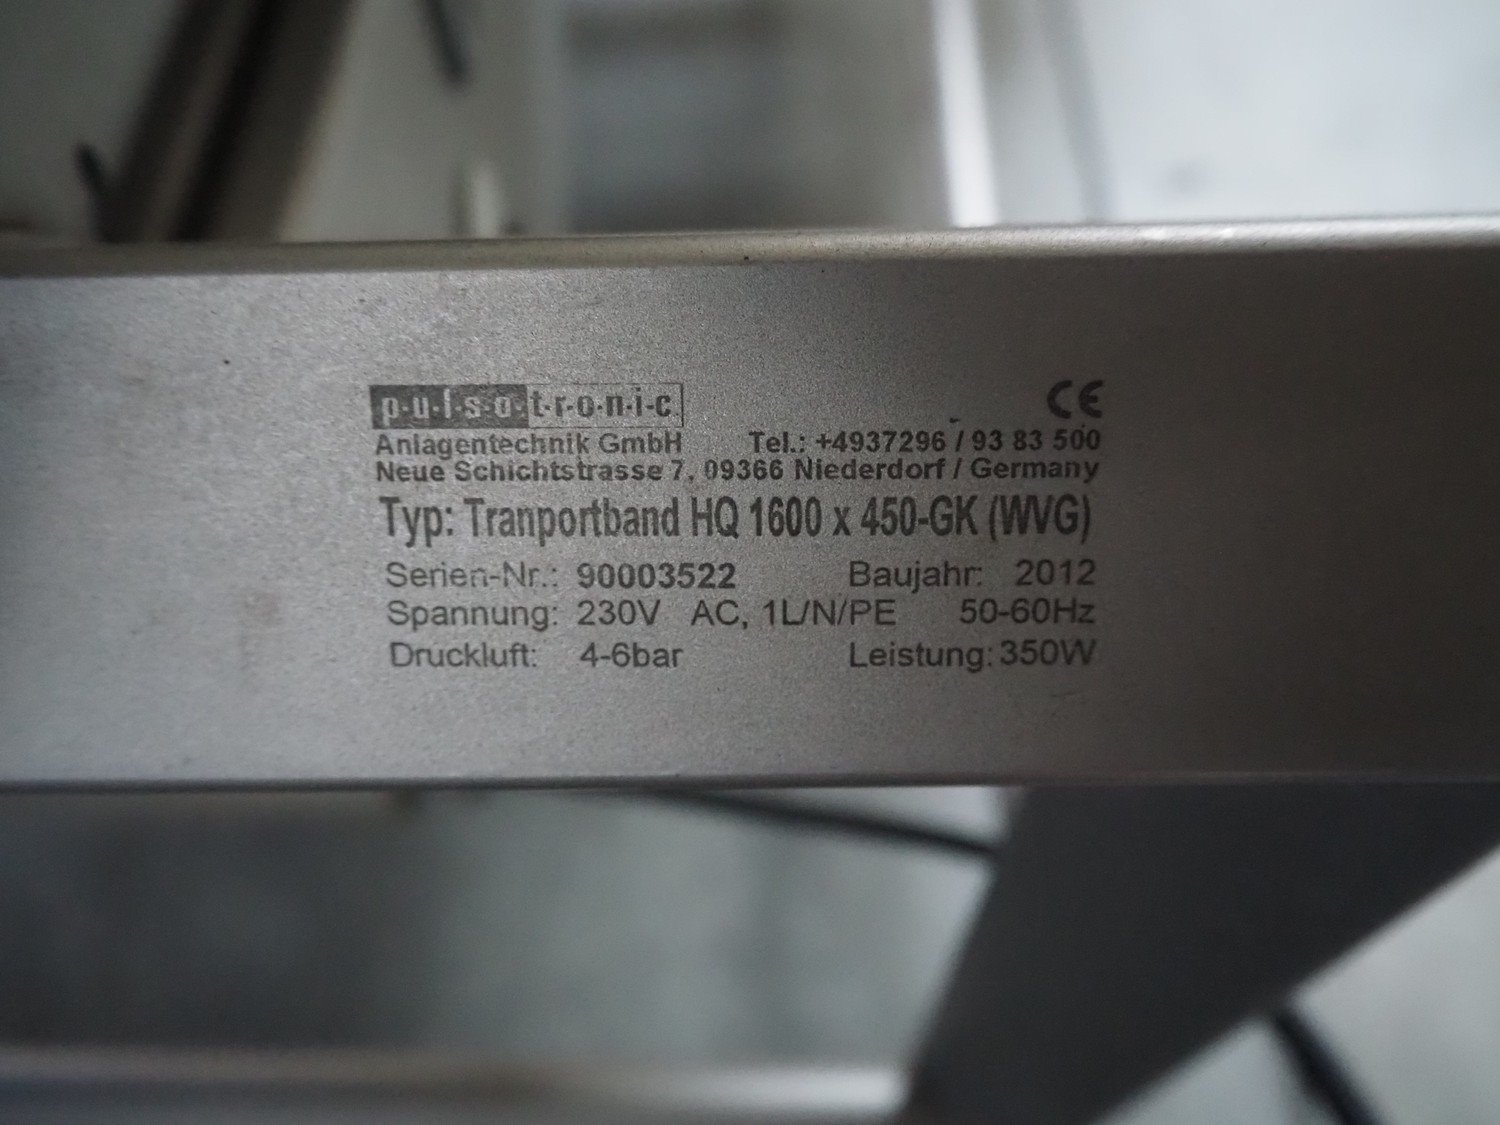 p·u·l·s·o·t·r·o·n·i·c
CE
Anlagentechnik GmbH Tel.: +4937296 / 93 83 500
Neue Schichtstrasse 7, 09366 Niederdorf / Germany
Typ: Tranportband HQ 1600 x 450-GK (WVG)
Serien-Nr.: 90003522 Baujahr: 2012
Spannung: 230V AC, 1L/N/PE 50-60Hz
Druckluft: 4-6bar Leistung: 350W